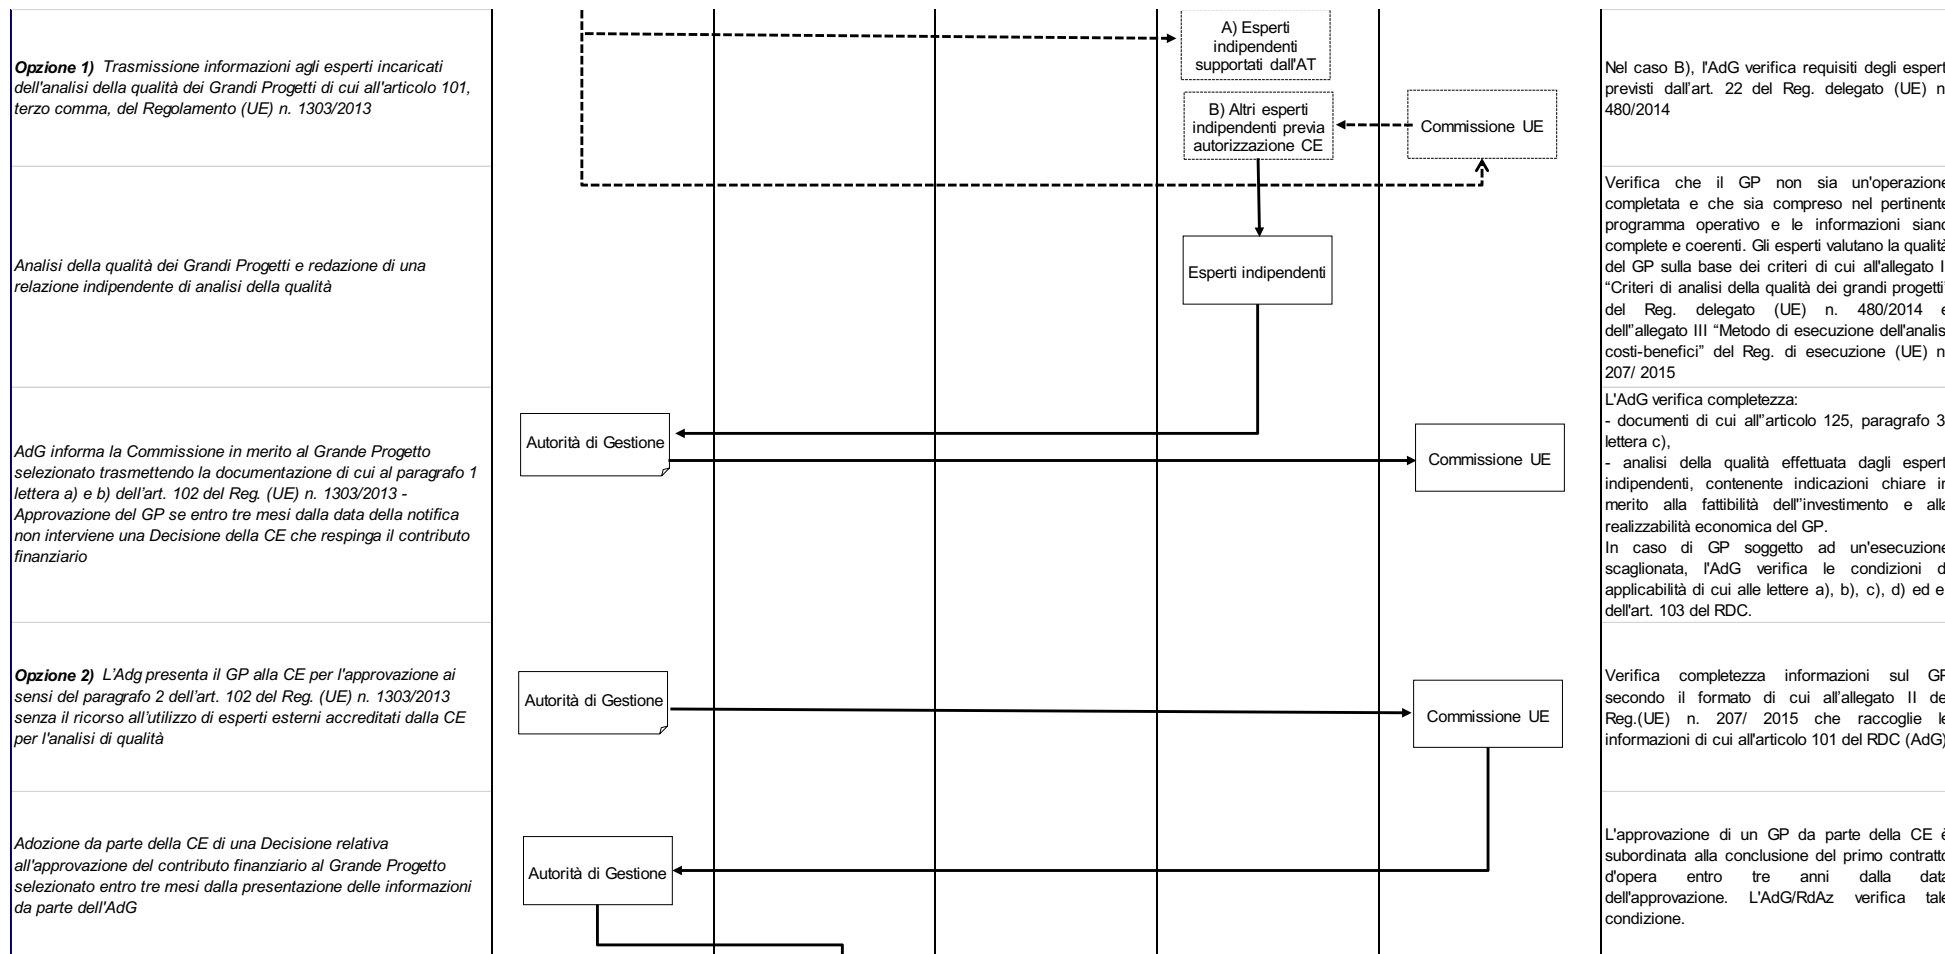 Opzione 1) Trasmissione informazioni agli esperti incaricati
dell'analisi della qualità dei Grandi Progetti di cui all'articolo 101,
terzo comma, del Regolamento (UE) n. 1303/2013
A) Esperti
indipendenti
supportati dall'AT
B) Altri esperti
indipendenti previa
autorizzazione CE
Commissione UE
Nel caso B), l'AdG verifica requisiti degli esperti
previsti dall'art. 22 del Reg. delegato (UE) n
480/2014
Analisi della qualità dei Grandi Progetti e redazione di una
relazione indipendente di analisi della qualità
Esperti indipendenti
Verifica che il GP non sia un'operazione
completata e che sia compreso nel pertinente
programma operativo e le informazioni siano
complete e coerenti. Gli esperti valutano la qualità
del GP sulla base dei criteri di cui all'allegato I
“Criteri di analisi della qualità dei grandi progetti”
del Reg. delegato (UE) n. 480/2014 e
dell''allegato III “Metodo di esecuzione dell'analisi
costi-benefici” del Reg. di esecuzione (UE) n
207/ 2015
AdG informa la Commissione in merito al Grande Progetto
selezionato trasmettendo la documentazione di cui al paragrafo 1
lettera a) e b) dell’art. 102 del Reg. (UE) n. 1303/2013 -
Approvazione del GP se entro tre mesi dalla data della notifica
non interviene una Decisione della CE che respinga il contributo
finanziario
Autorità di Gestione
Commissione UE
L'AdG verifica completezza:
- documenti di cui all''articolo 125, paragrafo 3
lettera c),
- analisi della qualità effettuata dagli esperti
indipendenti, contenente indicazioni chiare in
merito alla fattibilità dell''investimento e alla
realizzabilità economica del GP.
In caso di GP soggetto ad un'esecuzione
scaglionata, l'AdG verifica le condizioni d
applicabilità di cui alle lettere a), b), c), d) ed e
dell'art. 103 del RDC.
Opzione 2) L’Adg presenta il GP alla CE per l'approvazione ai
sensi del paragrafo 2 dell’art. 102 del Reg. (UE) n. 1303/2013
senza il ricorso all’utilizzo di esperti esterni accreditati dalla CE
per l'analisi di qualità
Autorità di Gestione
Commissione UE
Verifica completezza informazioni sul GP
secondo il formato di cui all’allegato II de
Reg.(UE) n. 207/ 2015 che raccoglie le
informazioni di cui all'articolo 101 del RDC (AdG)
Adozione da parte della CE di una Decisione relativa
all'approvazione del contributo finanziario al Grande Progetto
selezionato entro tre mesi dalla presentazione delle informazioni
da parte dell'AdG
Autorità di Gestione
L'approvazione di un GP da parte della CE è
subordinata alla conclusione del primo contratto
d'opera entro tre anni dalla data
dell'approvazione. L'AdG/RdAz verifica tale
condizione.